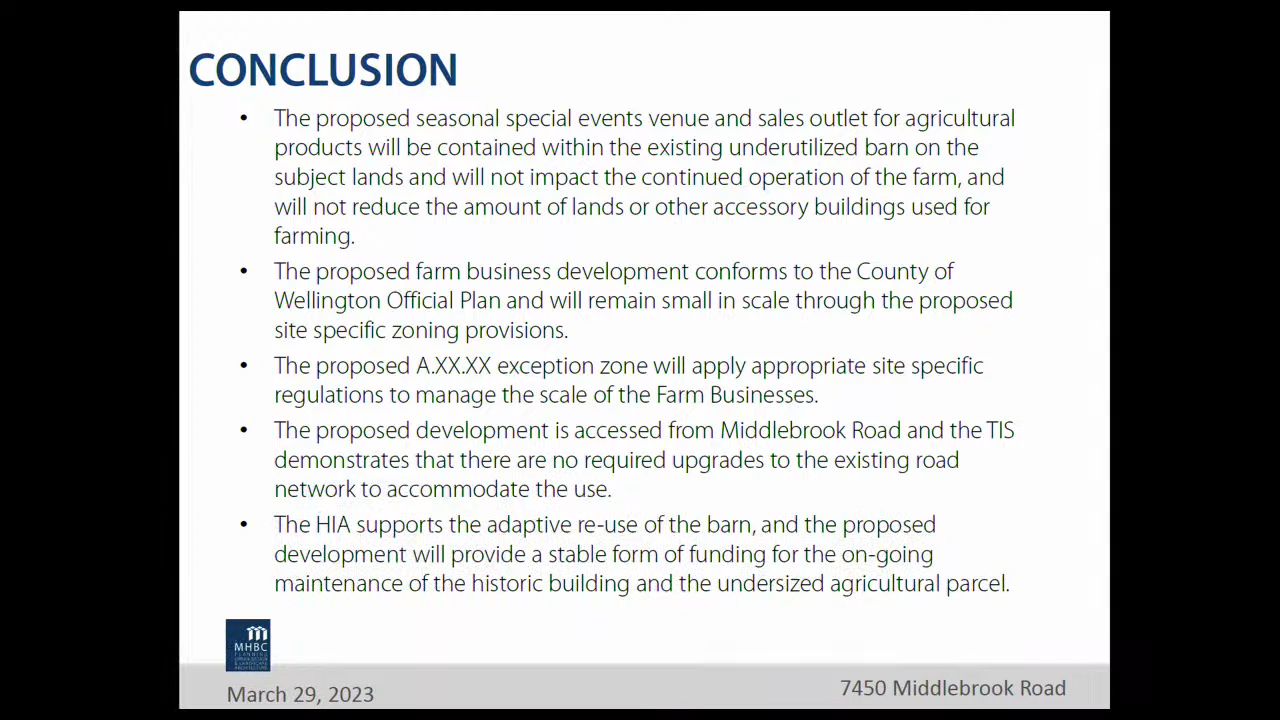 CONCLUSION
• The proposed seasonal special events venue and sales outlet for agricultural
products will be contained within the existing underutilized barn on the
subject lands and will not impact the continued operation of the farm, and
will not reduce the amount of lands or other accessory buildings used for
farming.
• The proposed farm business development conforms to the County of
Wellington Official Plan and will remain small in scale through the proposed
site specific zoning provisions.
• The proposed A.XX.XX exception zone will apply appropriate site specific
regulations to manage the scale of the Farm Businesses.
• The proposed development is accessed from Middlebrook Road and the TIS
demonstrates that there are no required upgrades to the existing road
network to accommodate the use.
• The HIA supports the adaptive re-use of the barn, and the proposed
development will provide a stable form of funding for the on-going
maintenance of the historic building and the undersized agricultural parcel.
MHBC
PLANNING
March 29, 2023
7450 Middlebrook Road